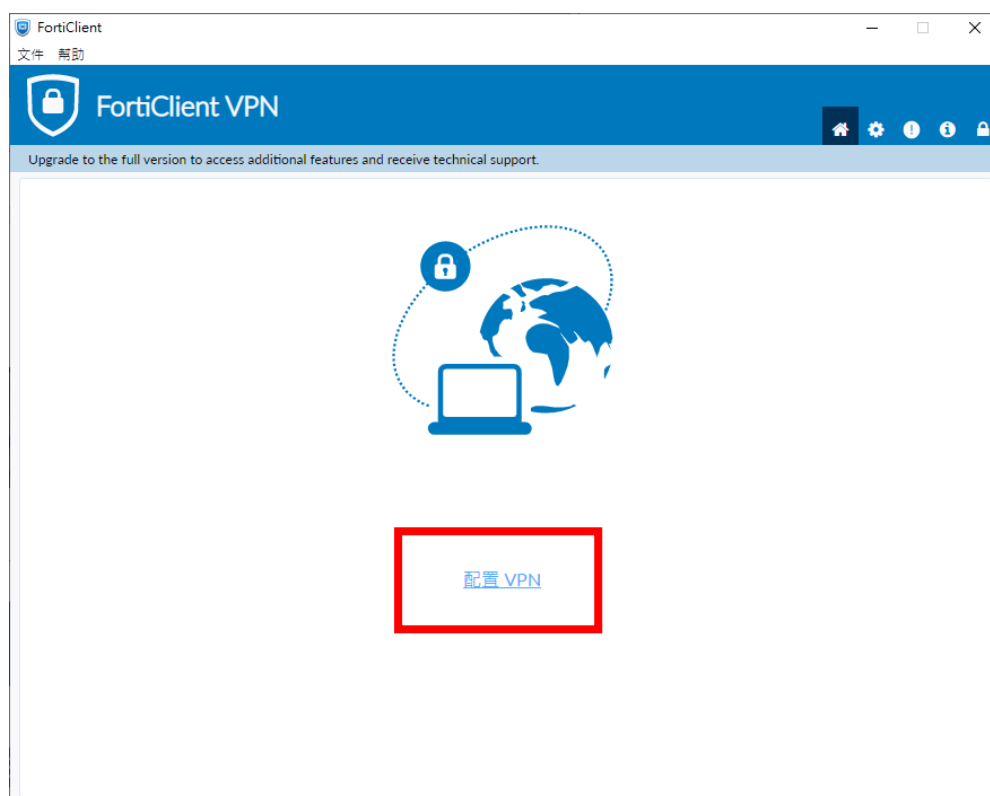 FortiClient
文件 幫助
FortiClient VPN
Upgrade to the full version to access additional features and receive technical support.
配置 VPN